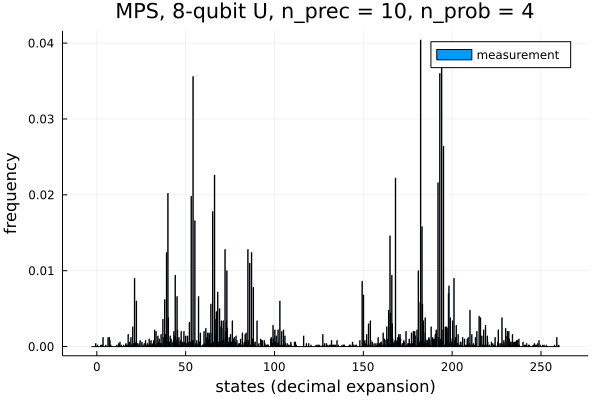 MPS, 8-qubit U, n_prec = 10, n_prob = 4
measurement
frequency
0.04
0.03
0.02
0.01
0.00
0 50 100 150 200 250
states (decimal expansion)